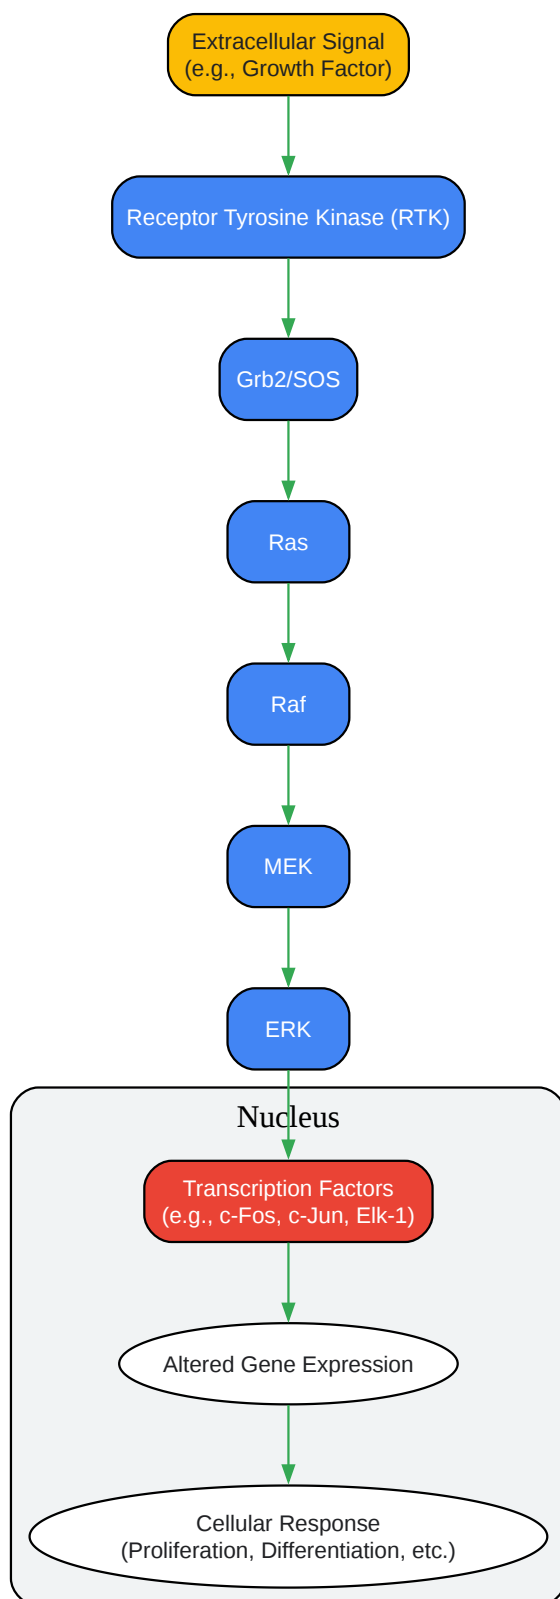 Extracellular Signal
(e.g., Growth Factor)
Receptor Tyrosine Kinase (RTK)
Grb2/SOS
Ras
Raf
MEK
ERK
Nucleus
Transcription Factors
(e.g., c-Fos, c-Jun, Elk-1)
Altered Gene Expression
Cellular Response
(Proliferation, Differentiation, etc.)